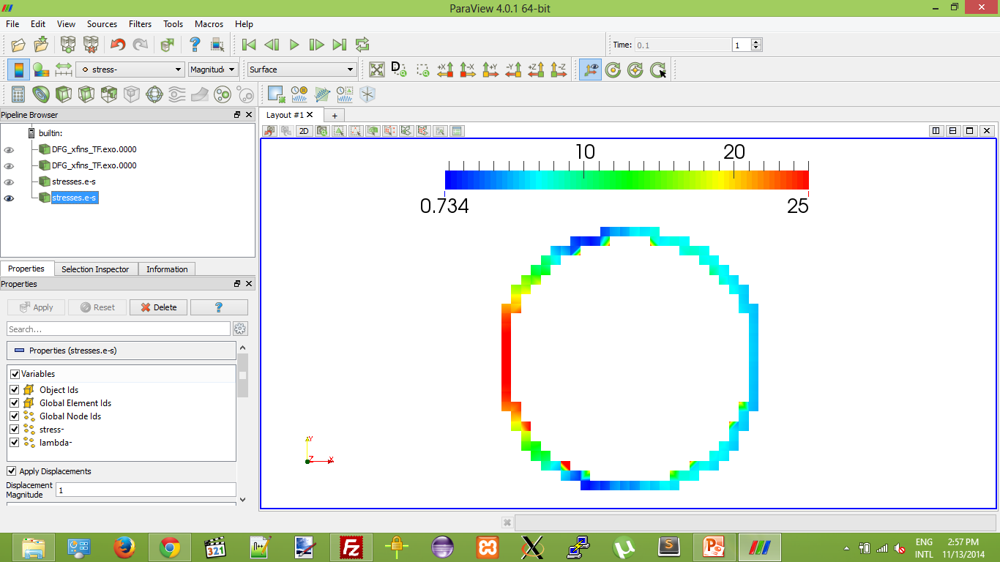 ParaView 4.0.1 64-bit
File Edit View Sources Filters Tools Macros Help
Time: 0.1 1
stress- Magnitude Surface D +X -X +Y -Y +Z -Z
Pipeline Browser
Layout #1
+
2D
builtin:
DFG_xfins_TF.exo.0000
DFG_xfins_TF.exo.0000
stresses.e-s
stresses.e-s
10 20
0.734 25
Properties Selection Inspector Information
Properties
Apply Reset Delete ?
Search...
Properties (stresses.e-s)
Variables
Object Ids
Global Element Ids
Global Node Ids
stress-
lambda-
Y
Z X
Apply Displacements
Displacement
Magnitude
1
321 N++ Fz X S P
ENG 2:57 PM
INTL 11/13/2014